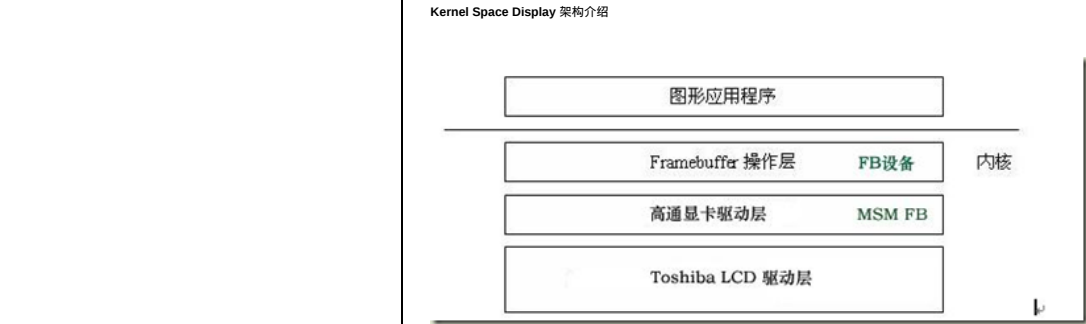 Kernel Space Display 架构介绍
图形应用程序
Framebuffer 操作层 FB设备 内核
高通显卡驱动层 MSM FB
Toshiba LCD 驱动层